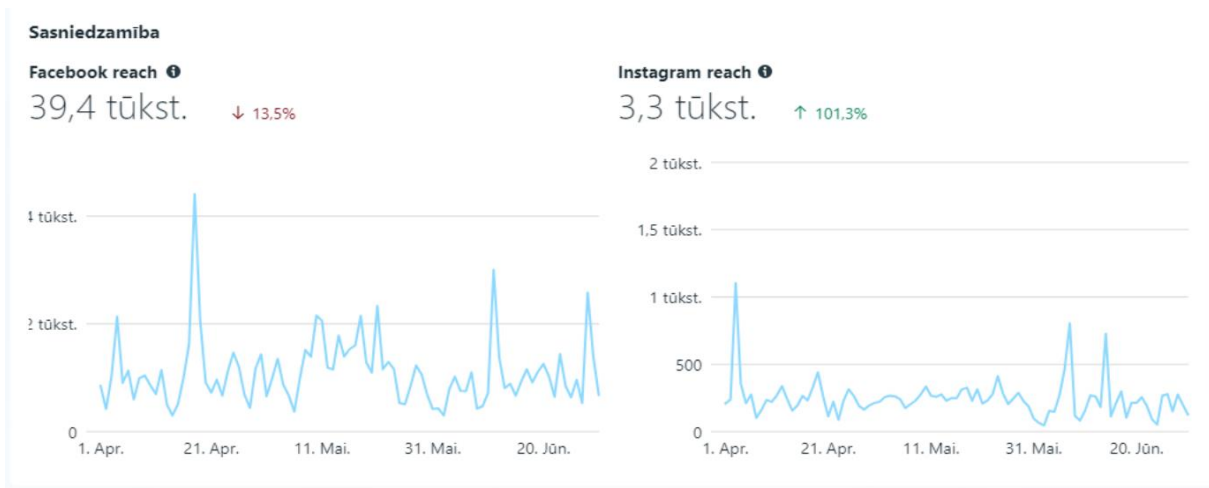 Sasniedzamība
Facebook reach
39,4 tūkst. ↓ 13,5%
4 tūkst.
2 tūkst.
0
1. Apr. 21. Apr. 11. Mai. 31. Mai. 20. Jūn.
Instagram reach
3,3 tūkst. ↑ 101,3%
2 tūkst.
1,5 tūkst.
1 tūkst.
500
0
1. Apr. 21. Apr. 11. Mai. 31. Mai. 20. Jūn.